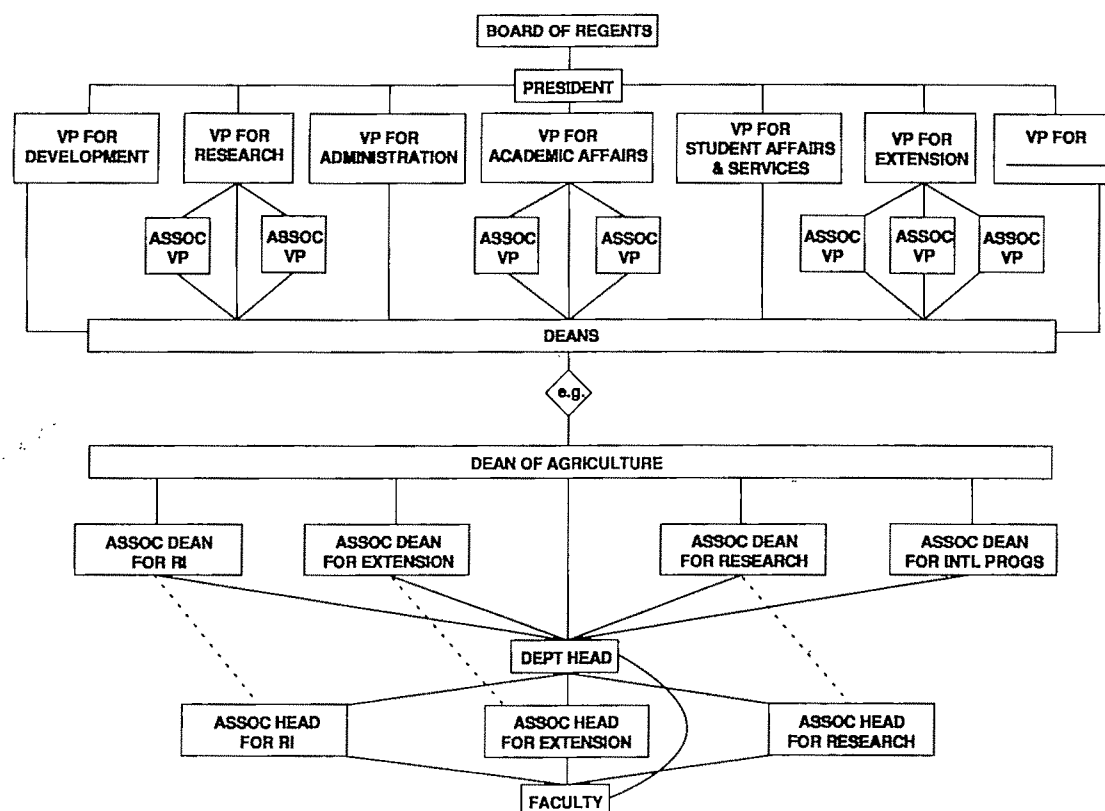 BOARD OF REGENTS
PRESIDENT
VP FOR
DEVELOPMENT
VP FOR
RESEARCH
VP FOR
ADMINISTRATION
VP FOR
ACADEMIC AFFAIRS
VP FOR
STUDENT AFFAIRS
& SERVICES
VP FOR
EXTENSION
VP FOR
ASSOC
VP
ASSOC
VP
ASSOC
VP
ASSOC
VP
ASSOC
VP
ASSOC
VP
ASSOC
VP
DEANS
e.g.
DEAN OF AGRICULTURE
ASSOC DEAN
FOR RI
ASSOC DEAN
FOR EXTENSION
ASSOC DEAN
FOR RESEARCH
ASSOC DEAN
FOR INTL PROGS
DEPT HEAD
ASSOC HEAD
FOR RI
ASSOC HEAD
FOR EXTENSION
ASSOC HEAD
FOR RESEARCH
FACULTY